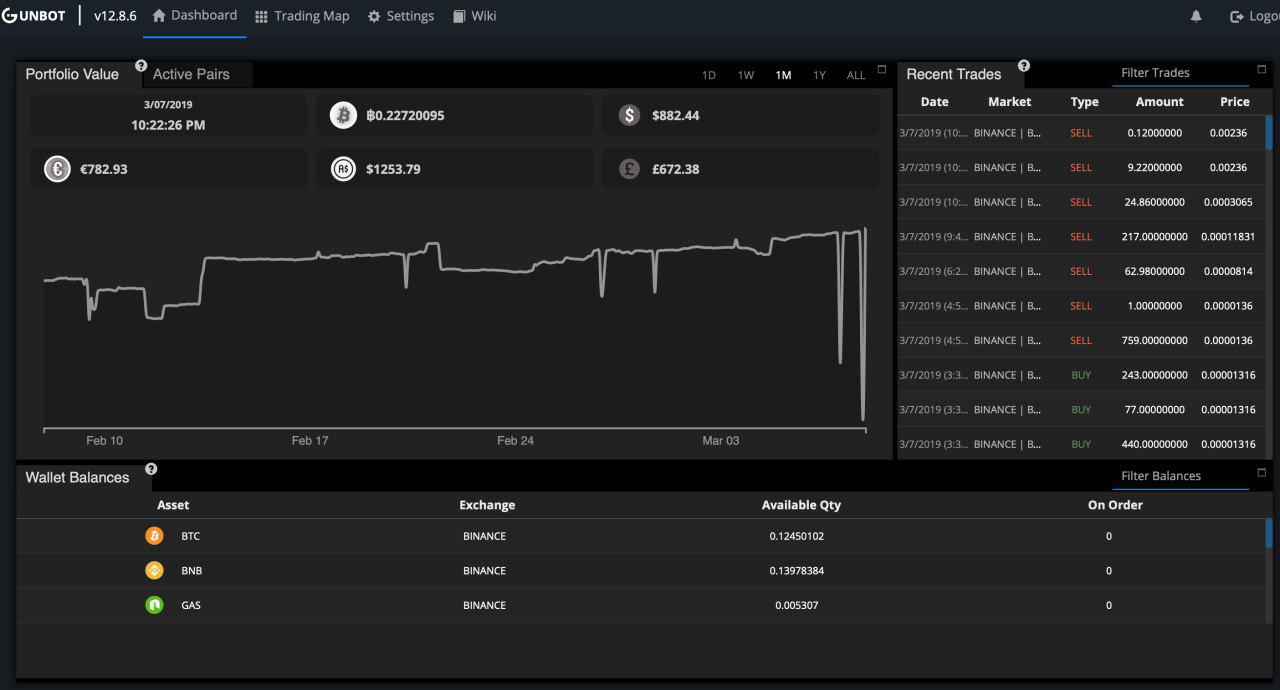 GUNBOT v12.8.6 Dashboard Trading Map Settings Wiki Logo
Portfolio Value ? Active Pairs 1D 1W 1M 1Y ALL
3/07/2019
10:22:26 PM
฿0.22720095
$ $882.44
€ €782.93
A$ $1253.79
£ £672.38
Feb 10 Feb 17 Feb 24 Mar 03
Recent Trades ? Filter Trades
Date Market Type Amount Price
3/7/2019 (10:... BINANCE | B... SELL 0.12000000 0.00236
3/7/2019 (10:... BINANCE | B... SELL 9.22000000 0.00236
3/7/2019 (10:... BINANCE | B... SELL 24.86000000 0.0003065
3/7/2019 (9:4... BINANCE | B... SELL 217.00000000 0.00011831
3/7/2019 (6:2... BINANCE | B... SELL 62.98000000 0.0000814
3/7/2019 (4:5... BINANCE | B... SELL 1.00000000 0.0000136
3/7/2019 (4:5... BINANCE | B... SELL 759.00000000 0.0000136
3/7/2019 (3:3... BINANCE | B... BUY 243.00000000 0.00001316
3/7/2019 (3:3... BINANCE | B... BUY 77.00000000 0.00001316
3/7/2019 (3:3... BINANCE | B... BUY 440.00000000 0.00001316
Wallet Balances ? Filter Balances
Asset Exchange Available Qty On Order
BTC BINANCE 0.12450102 0
BNB BINANCE 0.13978384 0
GAS BINANCE 0.005307 0